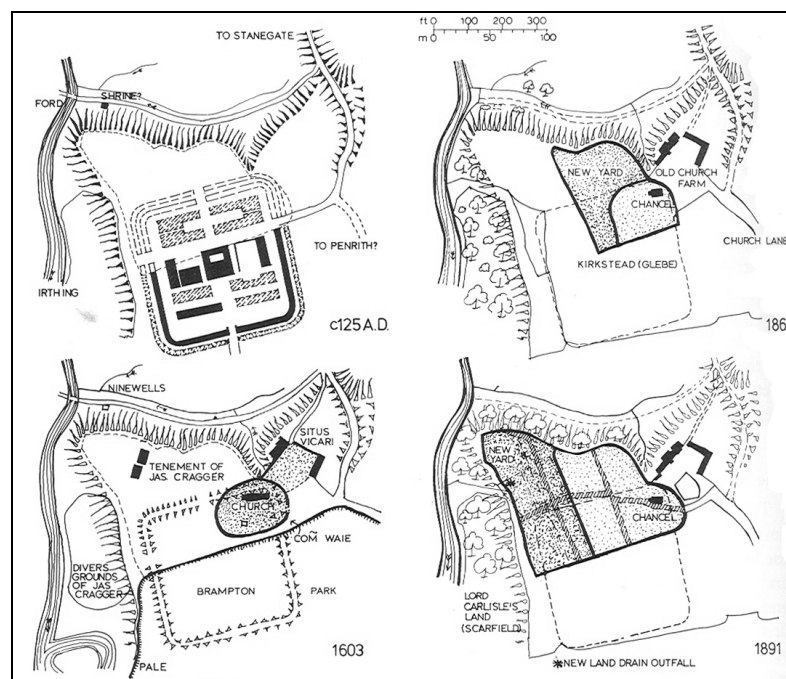 TO STANEGATE
FORD
SHRINE?
TO PENRITH?
IRTHING
c125 A.D.
ft 0 100 200 300
m 0 50 100
NEW YARD
OLD CHURCH
FARM
CHANCEL
CHURCH LANE
KIRKSTEAD (GLEBE)
186
NINEWELLS
SITUS
VICARI
TENEMENT OF
JAS. CRAGGER
CHURCH
COM̃ WAIE
DIVERS
GROUNDS
OF JAS
CRAGGER
BRAMPTON
PARK
PALE
1603
NEW
YARD
CHANCEL
LORD
CARLISLE'S
LAND
(SCARFIELD)
1891
*NEW LAND DRAIN OUTFALL